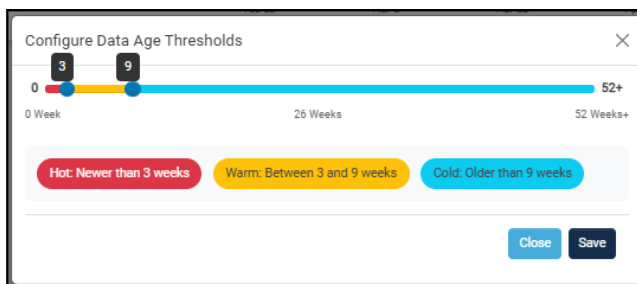 Configure Data Age Thresholds
3 9
0 52+
0 Week 26 Weeks 52 Weeks+
Hot: Newer than 3 weeks Warm: Between 3 and 9 weeks Cold: Older than 9 weeks
Close Save